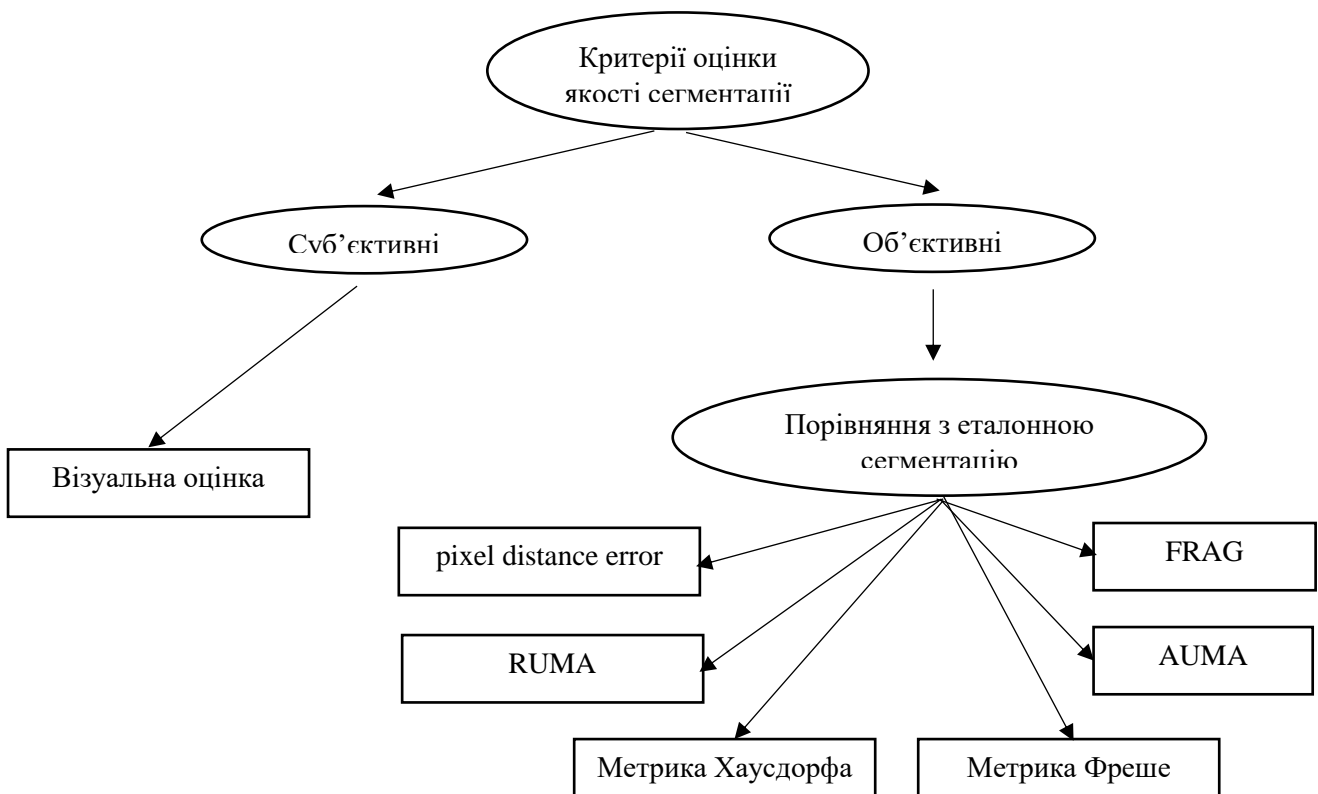 Критерії оцінки
якості сегментації
Суб’єктивні
Об’єктивні
Порівняння з еталонною
сегментацію
Візуальна оцінка
pixel distance error
FRAG
RUMA
AUMA
Метрика Хаусдорфа
Метрика Фреше